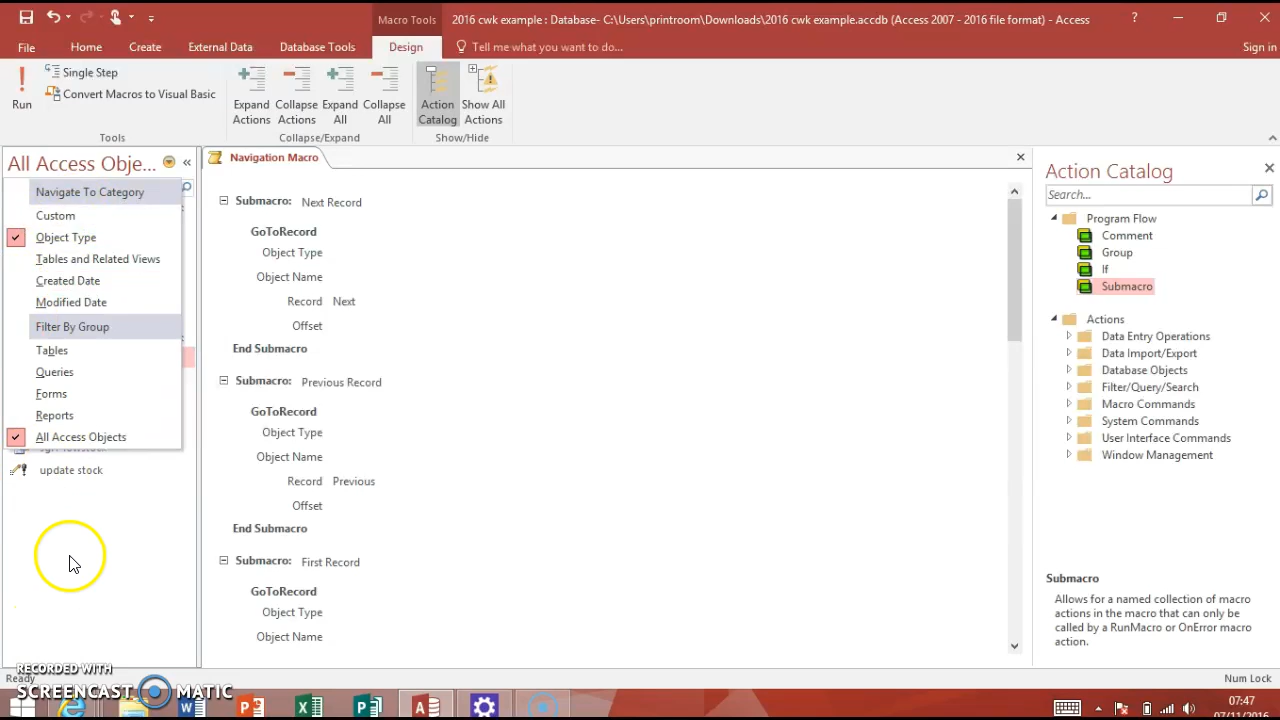 Macro Tools
2016 cwk example : Database- C:\Users\printroom\Downloads\2016 cwk example.accdb (Access 2007 - 2016 file format) - Access
?
File
Home
Create
External Data
Database Tools
Design
Tell me what you want to do...
Sign in
Run
Single Step
Convert Macros to Visual Basic
Tools
Expand Actions
Collapse Actions
Expand All
Collapse All
Collapse/Expand
Action Catalog
Show All Actions
Show/Hide
All Access Obje...
Navigate To Category
Custom
Object Type
Tables and Related Views
Created Date
Modified Date
Filter By Group
Tables
Queries
Forms
Reports
All Access Objects
update stock
Navigation Macro
Submacro: Next Record
GoToRecord
Object Type
Object Name
Record Next
Offset
End Submacro
Submacro: Previous Record
GoToRecord
Object Type
Object Name
Record Previous
Offset
End Submacro
Submacro: First Record
GoToRecord
Object Type
Object Name
Action Catalog
Search...
Program Flow
Comment
Group
If
Submacro
Actions
Data Entry Operations
Data Import/Export
Database Objects
Filter/Query/Search
Macro Commands
System Commands
User Interface Commands
Window Management
Submacro
Allows for a named collection of macro
actions in the macro that can only be
called by a RunMacro or OnError macro
action.
RECORDED WITH
SCREENCAST MATIC
Ready
Num Lock
07:47
07/11/2016